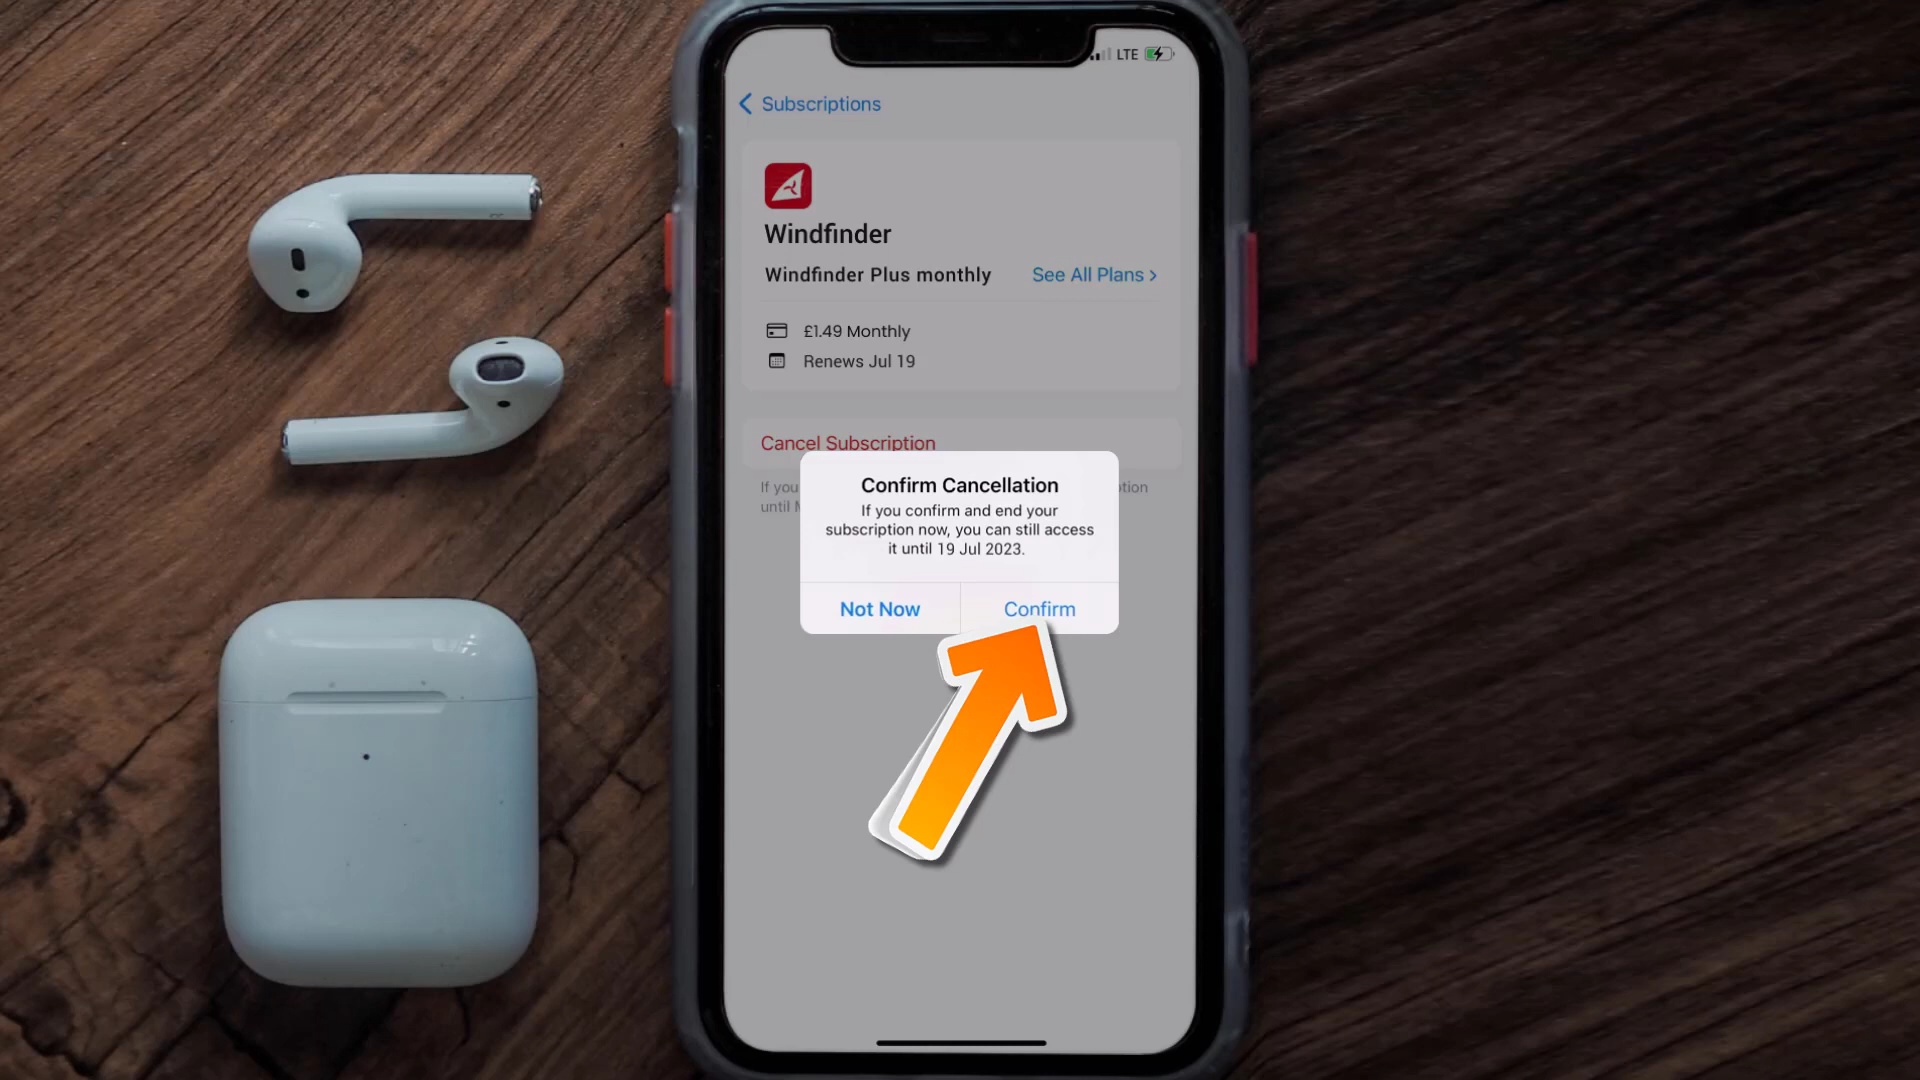 LTE
Subscriptions
Windfinder
Windfinder Plus monthly
See All Plans >
£1.49 Monthly
Renews Jul 19
Cancel Subscription
If you
until
Confirm Cancellation
If you confirm and end your
subscription now, you can still access
it until 19 Jul 2023.
Not Now
Confirm